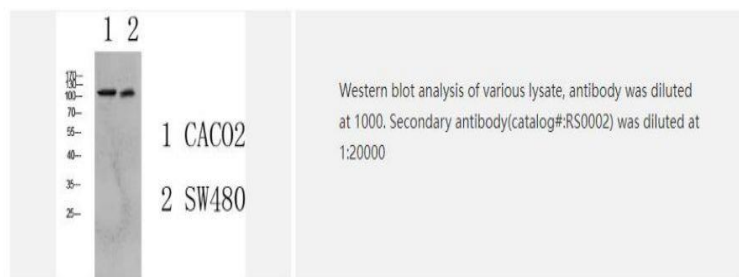 1 2
170-
130-
100-
70-
55-
40-
35-
25-
1 CACO2
2 SW480
Western blot analysis of various lysate, antibody was diluted
at 1000. Secondary antibody(catalog#:RS0002) was diluted at
1:20000